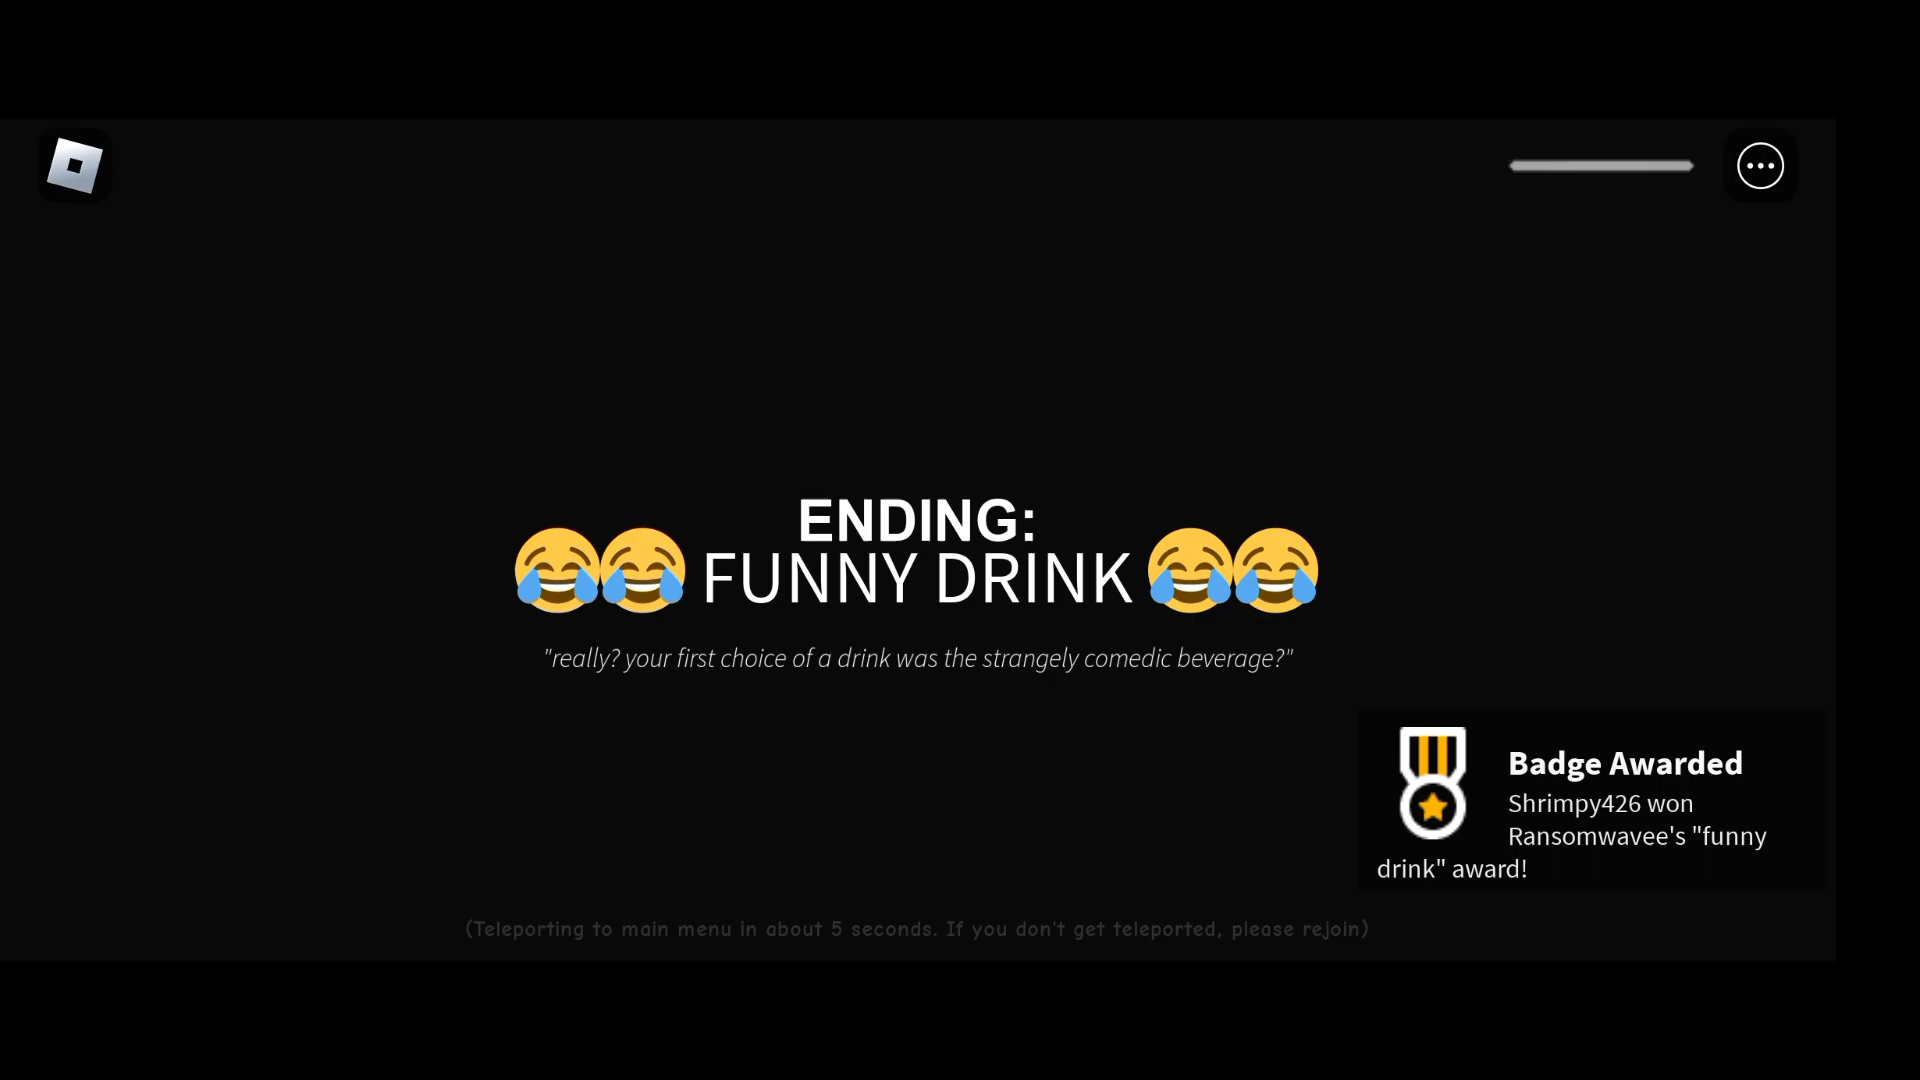 ENDING:
😂😂 FUNNY DRINK 😂😂
"really? your first choice of a drink was the strangely comedic beverage?"
Badge Awarded
Shrimpy426 won
Ransomwavee's "funny
drink" award!
(Teleporting to main menu in about 5 seconds. If you don't get teleported, please rejoin)